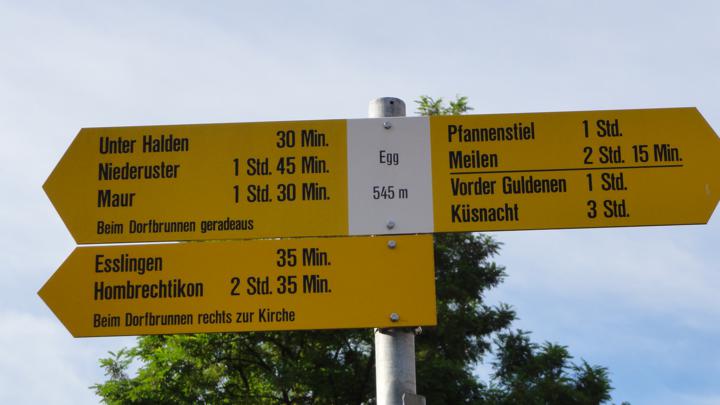 Unter Halden 30 Min.
Niederuster 1 Std. 45 Min.
Maur 1 Std. 30 Min.
Beim Dorfbrunnen geradeaus
Egg
545 m
Pfannenstiel 1 Std.
Meilen 2 Std. 15 Min.
Vorder Guldenen 1 Std.
Küsnacht 3 Std.
Esslingen 35 Min.
Hombrechtikon 2 Std. 35 Min.
Beim Dorfbrunnen rechts zur Kirche